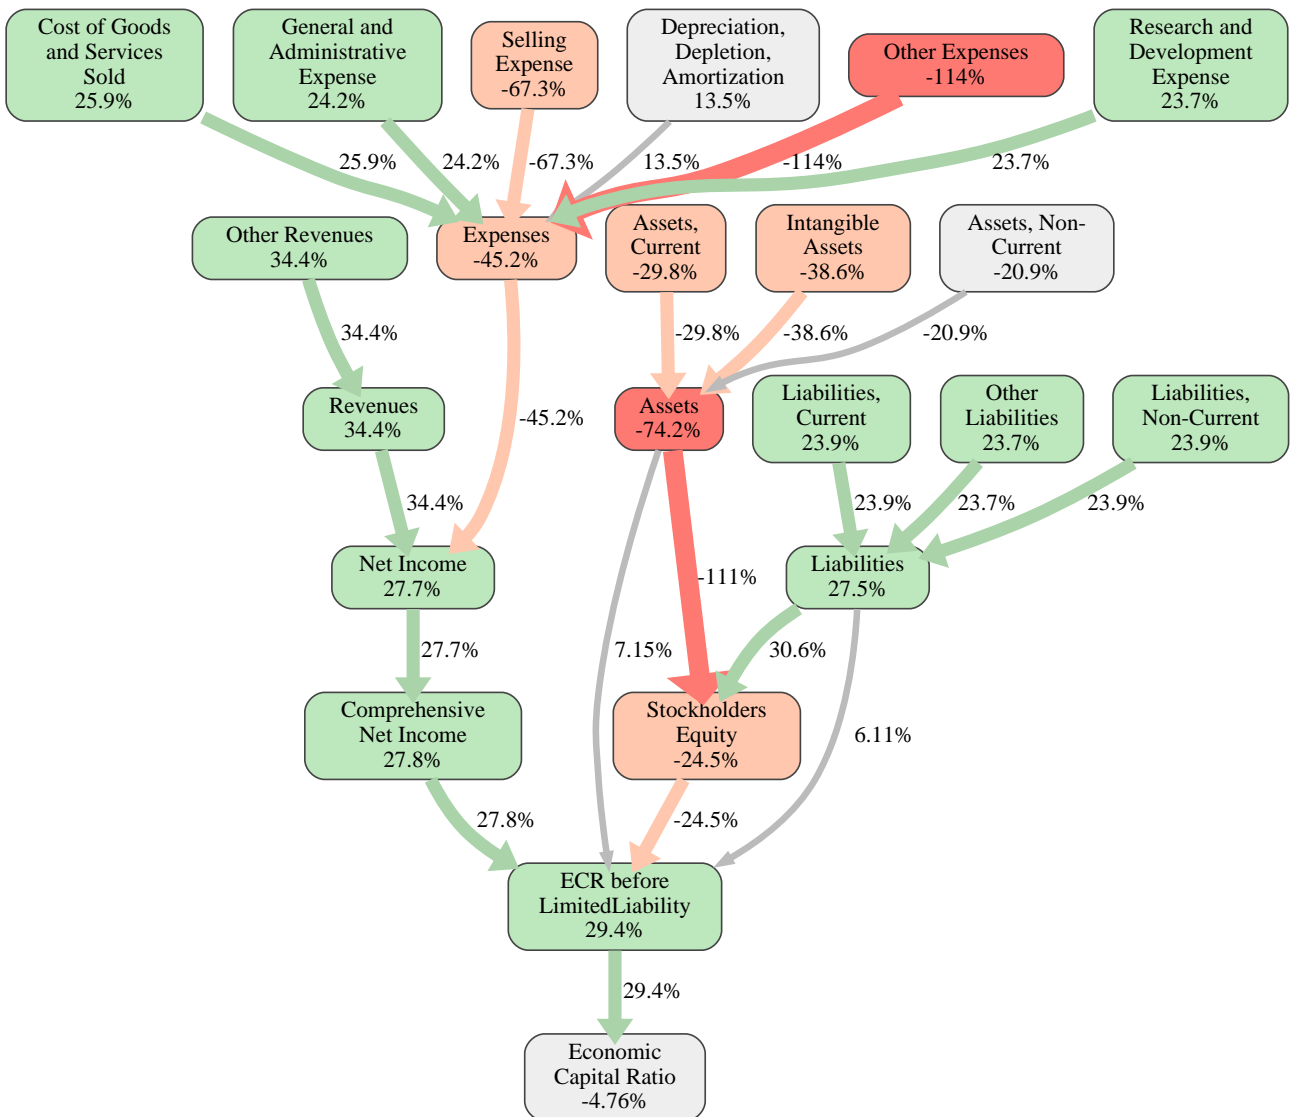 Cost of Goods
and Services
Sold
25.9%
General and
Administrative
Expense
24.2%
Selling
Expense
-67.3%
Depreciation,
Depletion,
Amortization
13.5%
Other Expenses
-114%
Research and
Development
Expense
23.7%
25.9%
24.2%
-67.3%
13.5%
-114%
23.7%
Other Revenues
34.4%
Expenses
-45.2%
Assets,
Current
-29.8%
Intangible
Assets
-38.6%
Assets, Non-
Current
-20.9%
34.4%
-29.8%
-38.6%
-20.9%
Revenues
34.4%
-45.2%
Assets
-74.2%
Liabilities,
Current
23.9%
Other
Liabilities
23.7%
Liabilities,
Non-Current
23.9%
34.4%
23.9%
23.7%
23.9%
Net Income
27.7%
-111%
Liabilities
27.5%
27.7%
7.15%
30.6%
Comprehensive
Net Income
27.8%
Stockholders
Equity
-24.5%
6.11%
27.8%
-24.5%
ECR before
LimitedLiability
29.4%
29.4%
Economic
Capital Ratio
-4.76%